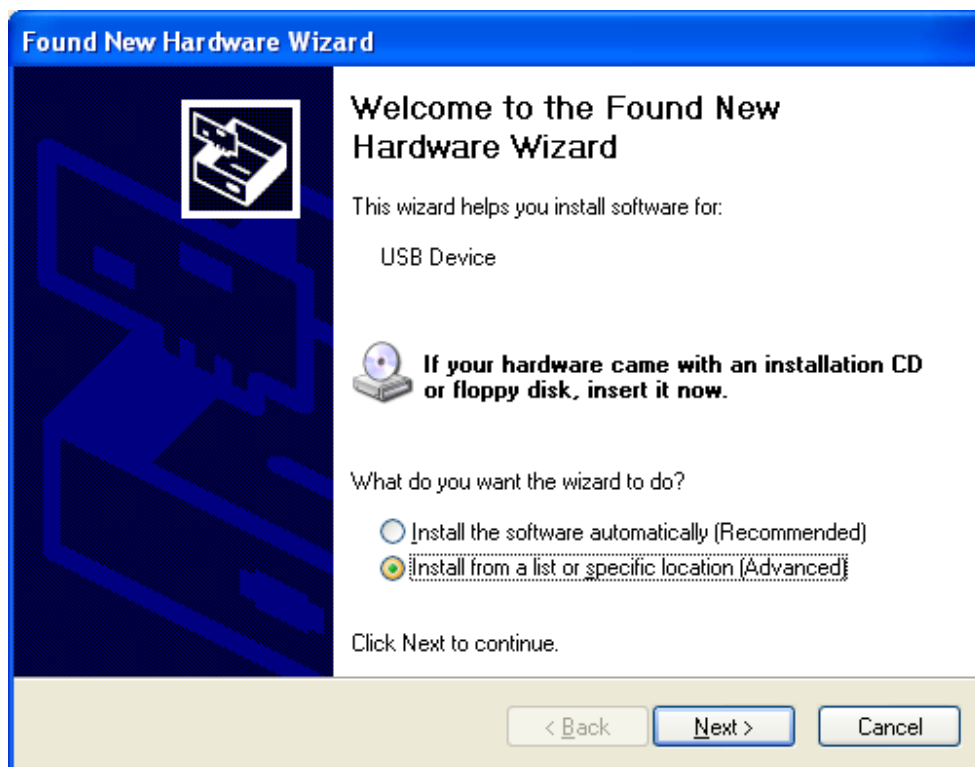 Found New Hardware Wizard
Welcome to the Found New
Hardware Wizard
This wizard helps you install software for:
USB Device
If your hardware came with an installation CD
or floppy disk, insert it now.
What do you want the wizard to do?
Install the software automatically (Recommended)
Install from a list or specific location (Advanced)
Click Next to continue.
< Back Next > Cancel